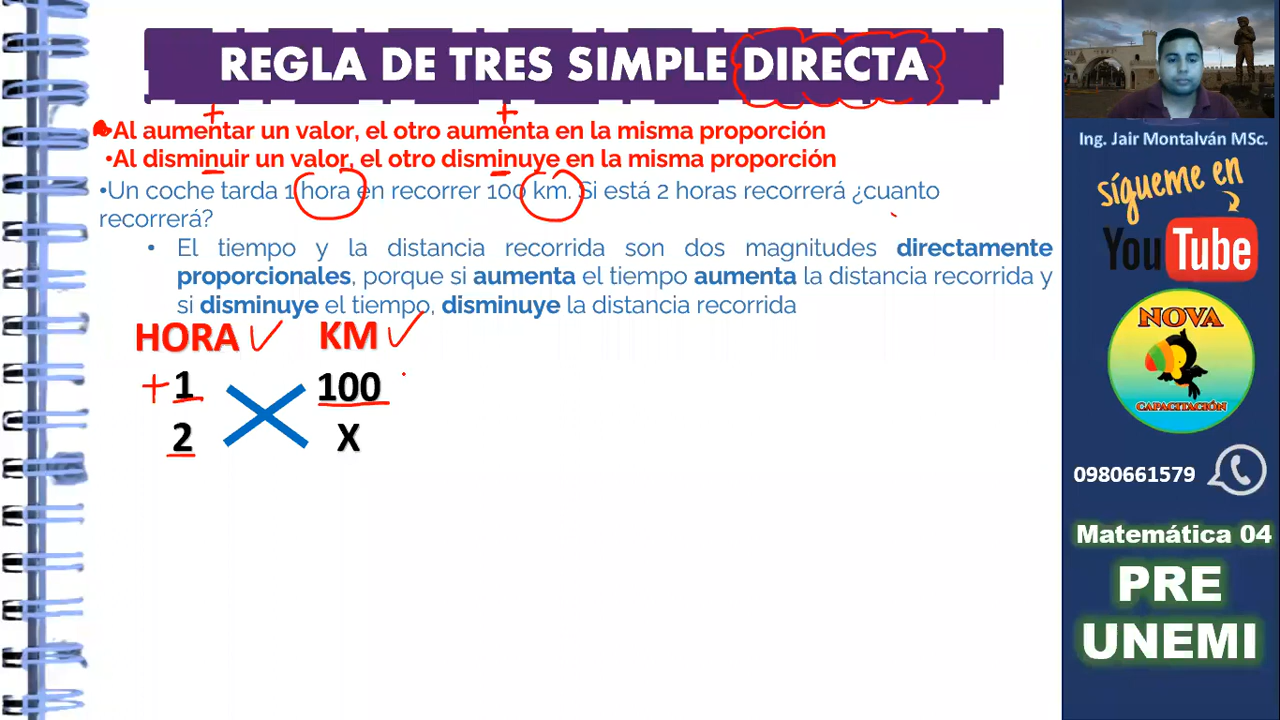 REGLA DE TRES SIMPLE DIRECTA
•Al aumentar un valor, el otro aumenta en la misma proporción
•Al disminuir un valor, el otro disminuye en la misma proporción
•Un coche tarda 1 hora en recorrer 100 km. Si está 2 horas recorrerá ¿cuanto
recorrerá?
• El tiempo y la distancia recorrida son dos magnitudes directamente
proporcionales, porque si aumenta el tiempo aumenta la distancia recorrida y
si disminuye el tiempo, disminuye la distancia recorrida
HORA KM
+ 1 100
2 X
Ing. Jair Montalván MSc.
sígueme en
YouTube
NOVA
CAPACITACIÓN
0980661579
Matemática 04
PRE
UNEMI